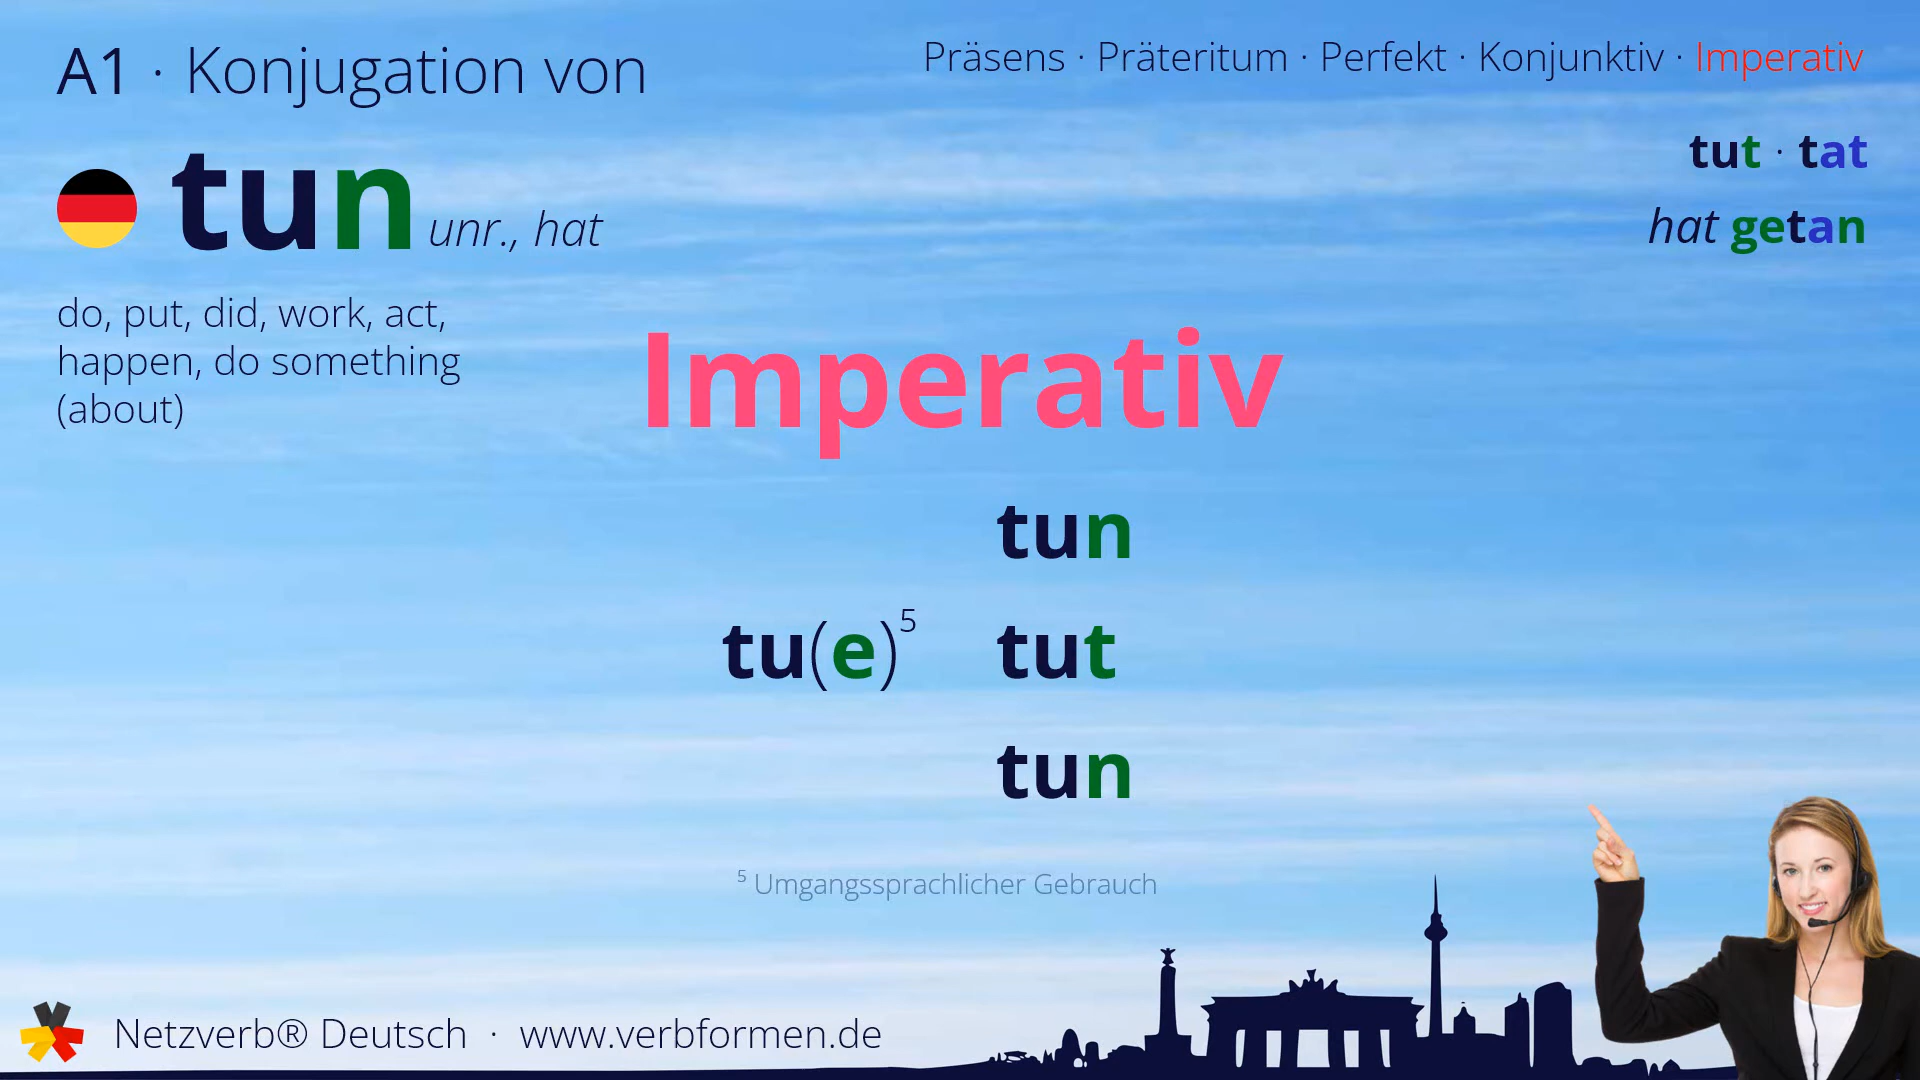 A1 · Konjugation von
Präsens · Präteritum · Perfekt · Konjunktiv · Imperativ
tun unr., hat
tut · tat
hat getan
do, put, did, work, act,
happen, do something
(about)
Imperativ
tun
tu(e)⁵ tut
tun
⁵ Umgangssprachlicher Gebrauch
Netzverb® Deutsch · www.verbformen.de